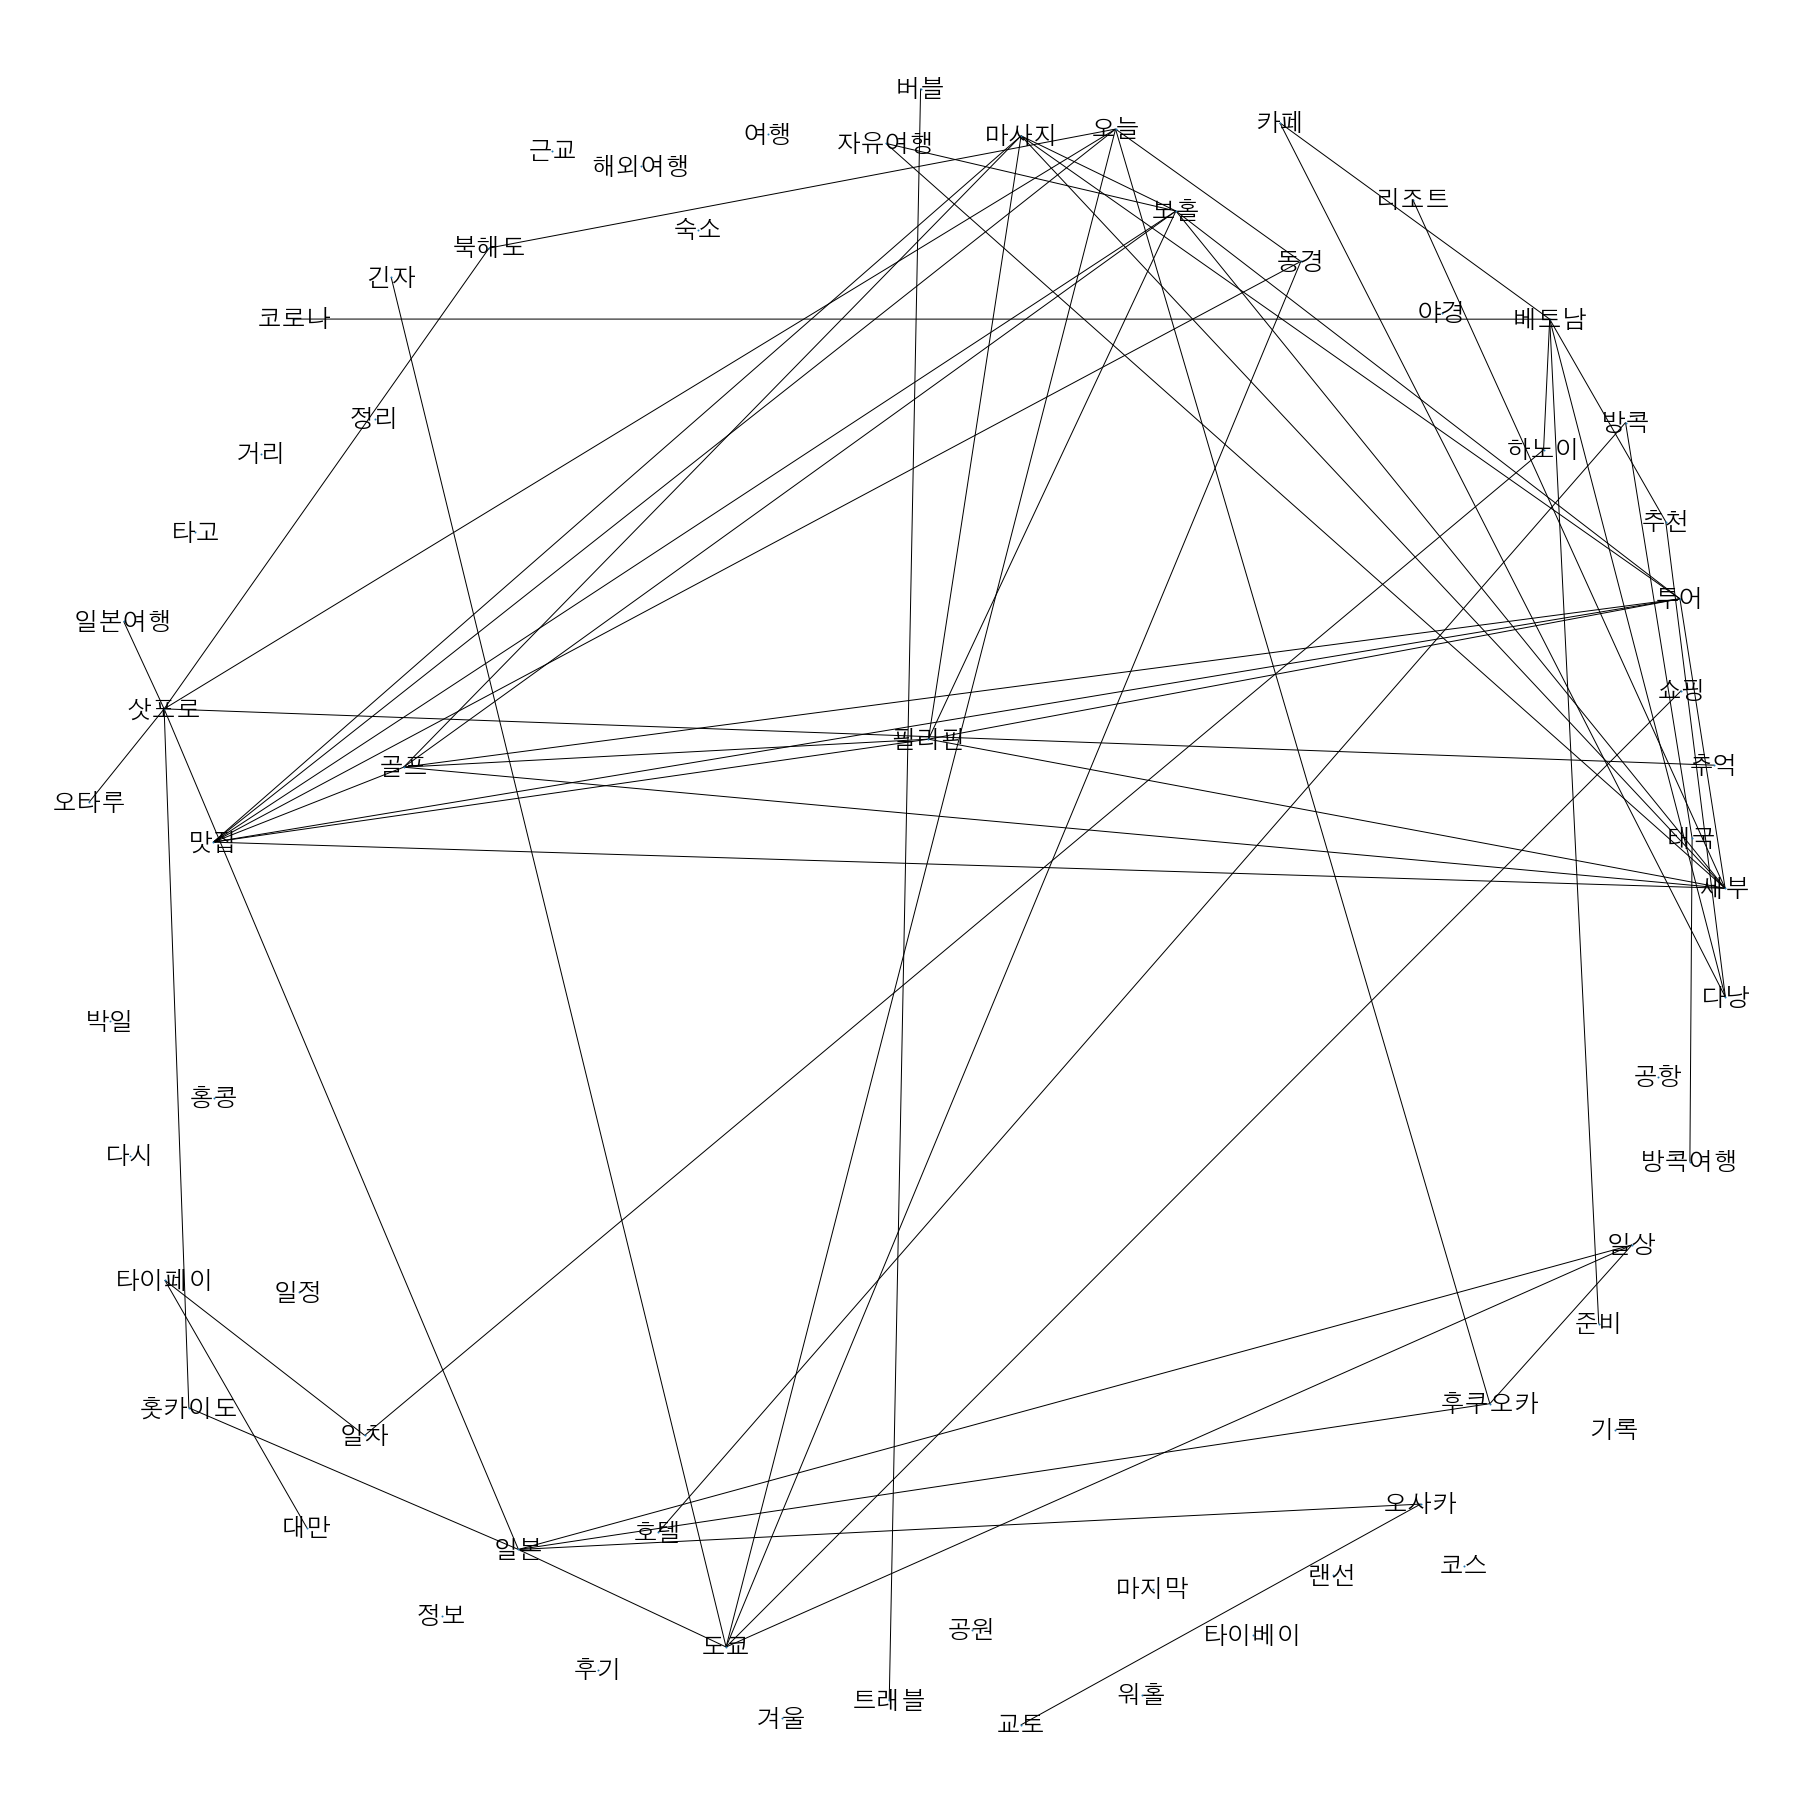 버블
카페
오늘
여행
마사지
자유여행
근교
해외여행
리조트
보홀
숙소
북해도
동경
긴자
야경
코로나
베트남
정리
방콕
하노이
거리
추천
타고
투어
일본여행
쇼핑
삿포로
필리핀
골프
추억
오타루
태국
맛집
세부
다낭
박일
공항
홍콩
다시
방콕여행
일상
타이페이
일정
준비
후쿠오카
홋카이도
기록
일차
오사카
대만
호텔
일본
코스
랜선
마지막
정보
공원
타이베이
도쿄
후기
워홀
트래블
겨울
교토